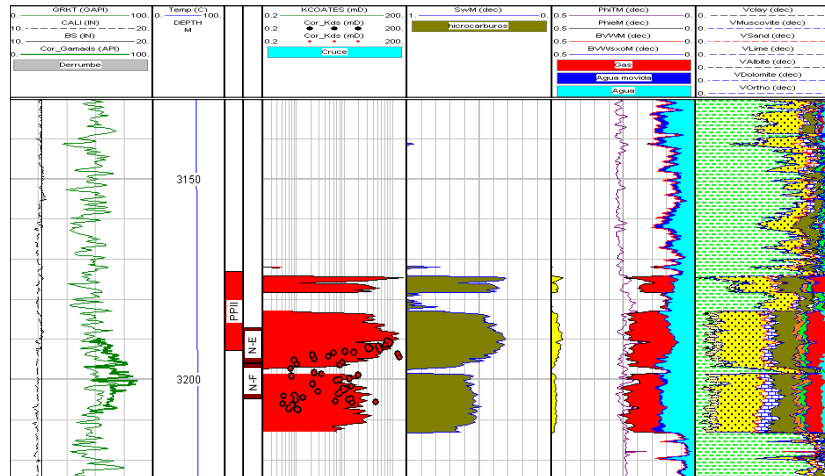 GRKT (GAPI)
0. 100.
CALI (IN)
10. 20.
BS (IN)
10. 20.
Cor_Gamads (API)
0. 100.
Derrumbe
Temp (C)
0. 100.
DEPTH
M
KCOATES (mD)
0.2 200.
Cor_Kds (mD)
0.2 200.
Cor_Kds (mD)
0.2 200.
Cruce
SwM (dec)
1. 0.
hidrocarburos
PhiTM (dec)
0.5 0.
PhieM (dec)
0.5 0.
BVWM (dec)
0.5 0.
BVWsxoM (dec)
0.5 0.
Gas
Agua movida
Agua
Vclay (dec)
VMuscovite (dec)
VSand (dec)
VLime (dec)
VAlbite (dec)
VDolomite (dec)
VOrtho (dec)
3150
3200
PPII
N-E
N-F